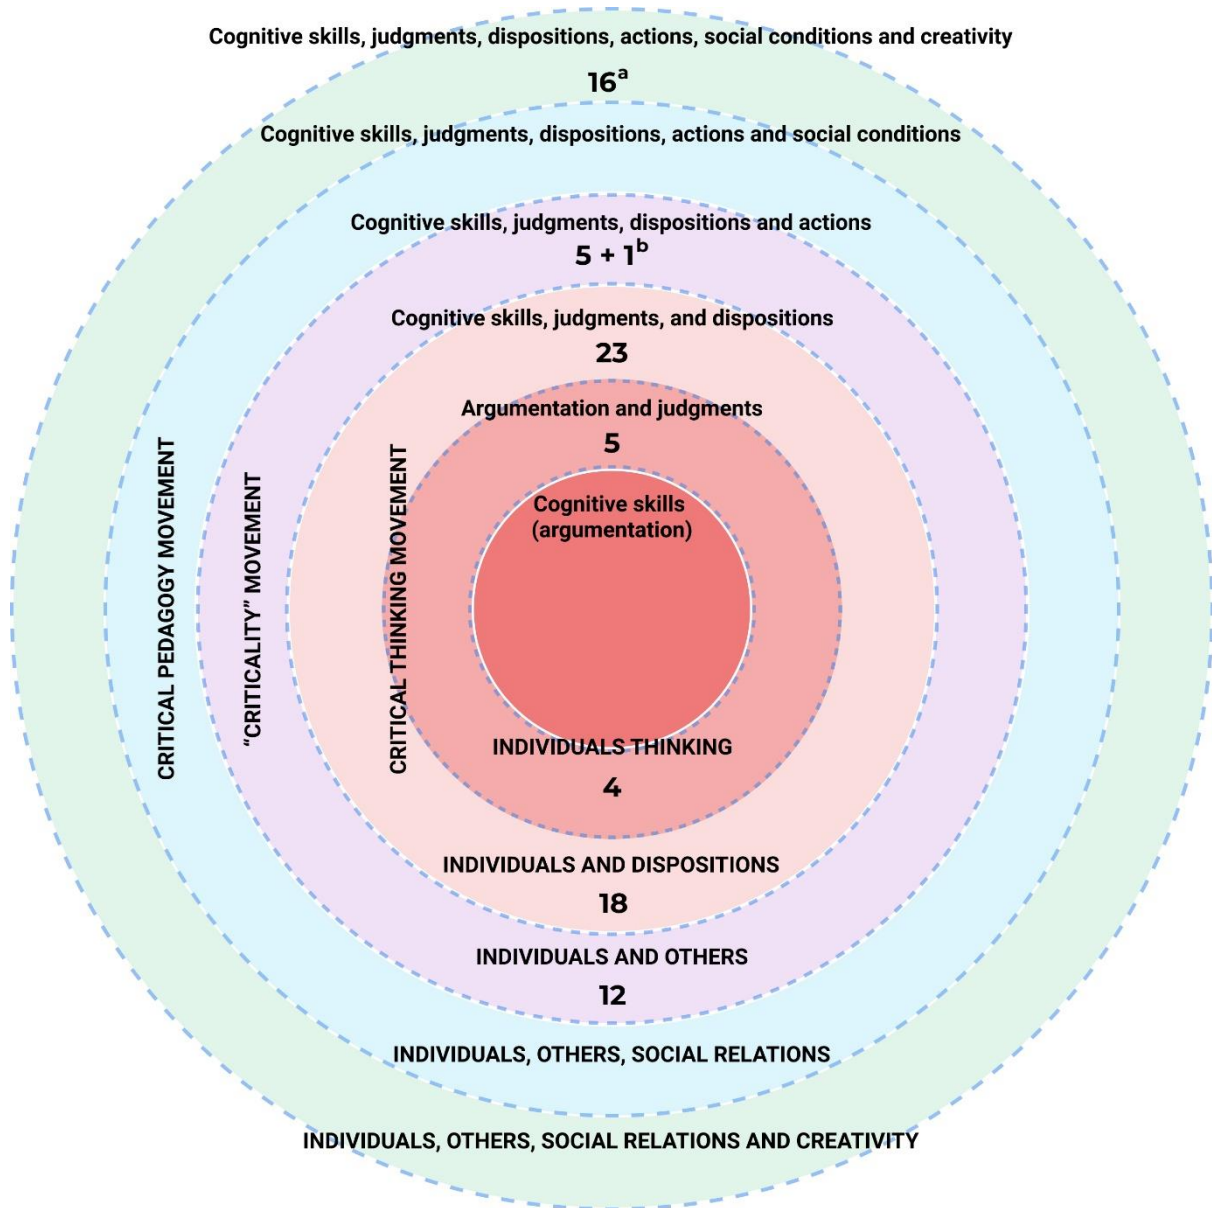 Cognitive skills, judgments, dispositions, actions, social conditions and creativity
16ᵃ
Cognitive skills, judgments, dispositions, actions and social conditions
Cognitive skills, judgments, dispositions and actions
5 + 1ᵇ
Cognitive skills, judgments, and dispositions
23
Argumentation and judgments
5
Cognitive skills
(argumentation)
CRITICAL PEDAGOGY MOVEMENT
“CRITICALITY” MOVEMENT
CRITICAL THINKING MOVEMENT
INDIVIDUALS THINKING
4
INDIVIDUALS AND DISPOSITIONS
18
INDIVIDUALS AND OTHERS
12
INDIVIDUALS, OTHERS, SOCIAL RELATIONS
INDIVIDUALS, OTHERS, SOCIAL RELATIONS AND CREATIVITY